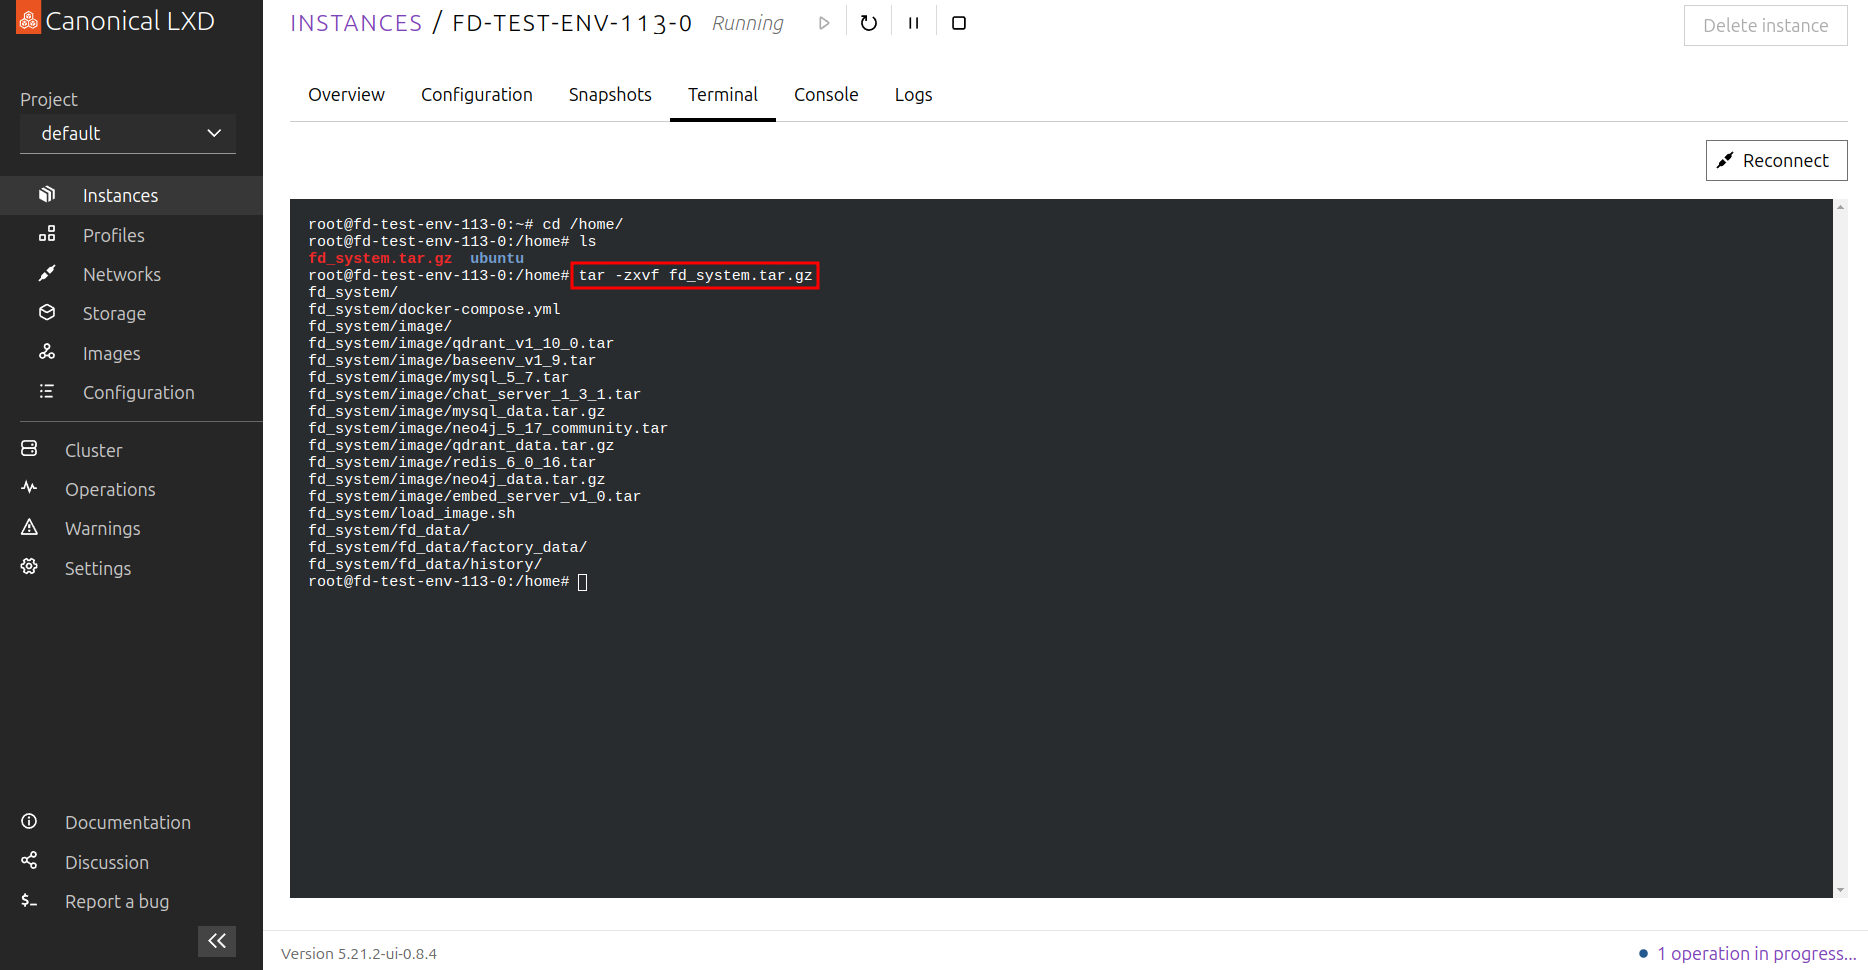 Canonical LXD
Project
default
Instances
Profiles
Networks
Storage
Images
Configuration
Cluster
Operations
Warnings
Settings
Documentation
Discussion
Report a bug
INSTANCES / FD-TEST-ENV-113-0 Running
Delete instance
Overview Configuration Snapshots Terminal Console Logs
Reconnect
root@fd-test-env-113-0:~# cd /home/
root@fd-test-env-113-0:/home# ls
fd_system.tar.gz  ubuntu
root@fd-test-env-113-0:/home# tar -zxvf fd_system.tar.gz
fd_system/
fd_system/docker-compose.yml
fd_system/image/
fd_system/image/qdrant_v1_10_0.tar
fd_system/image/baseenv_v1_9.tar
fd_system/image/mysql_5_7.tar
fd_system/image/chat_server_1_3_1.tar
fd_system/image/mysql_data.tar.gz
fd_system/image/neo4j_5_17_community.tar
fd_system/image/qdrant_data.tar.gz
fd_system/image/redis_6_0_16.tar
fd_system/image/neo4j_data.tar.gz
fd_system/image/embed_server_v1_0.tar
fd_system/load_image.sh
fd_system/fd_data/
fd_system/fd_data/factory_data/
fd_system/fd_data/history/
root@fd-test-env-113-0:/home#
Version 5.21.2-ui-0.8.4
1 operation in progress...